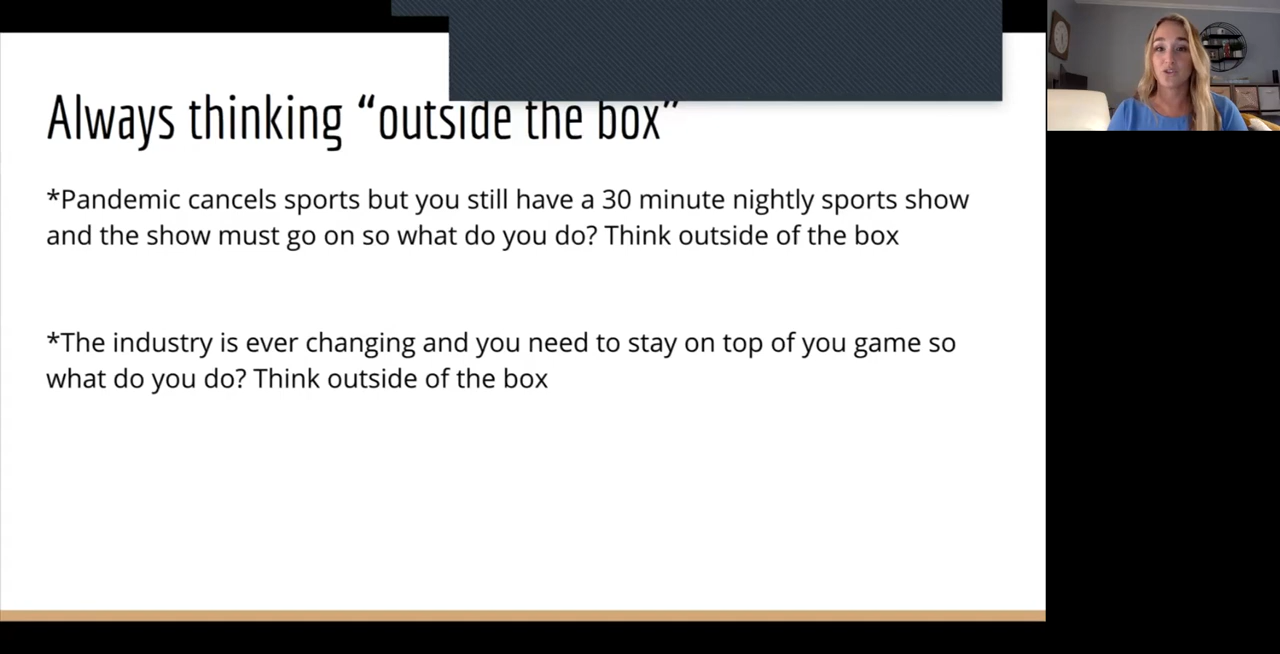 Always thinking “outside the box”
*Pandemic cancels sports but you still have a 30 minute nightly sports show
and the show must go on so what do you do? Think outside of the box
*The industry is ever changing and you need to stay on top of you game so
what do you do? Think outside of the box